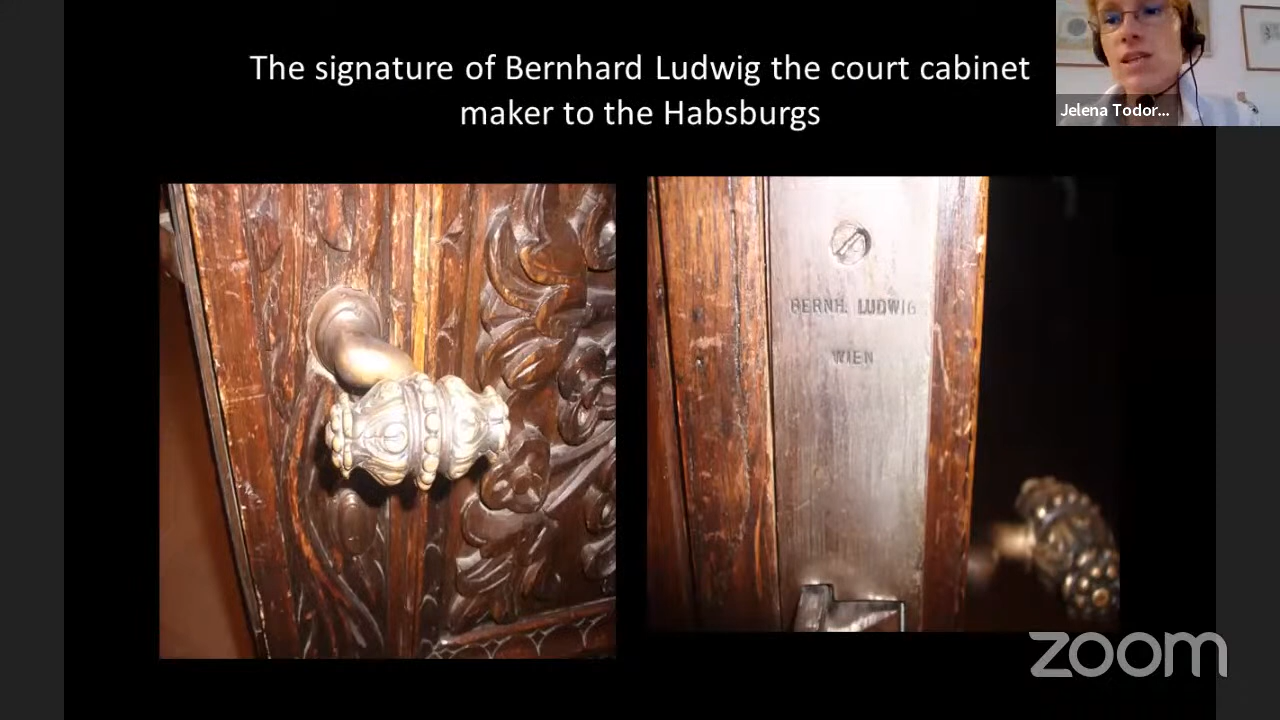 The signature of Bernhard Ludwig the court cabinet
maker to the Habsburgs
Jelena Todor...
BERNH. LUDWIG
WIEN
zoom